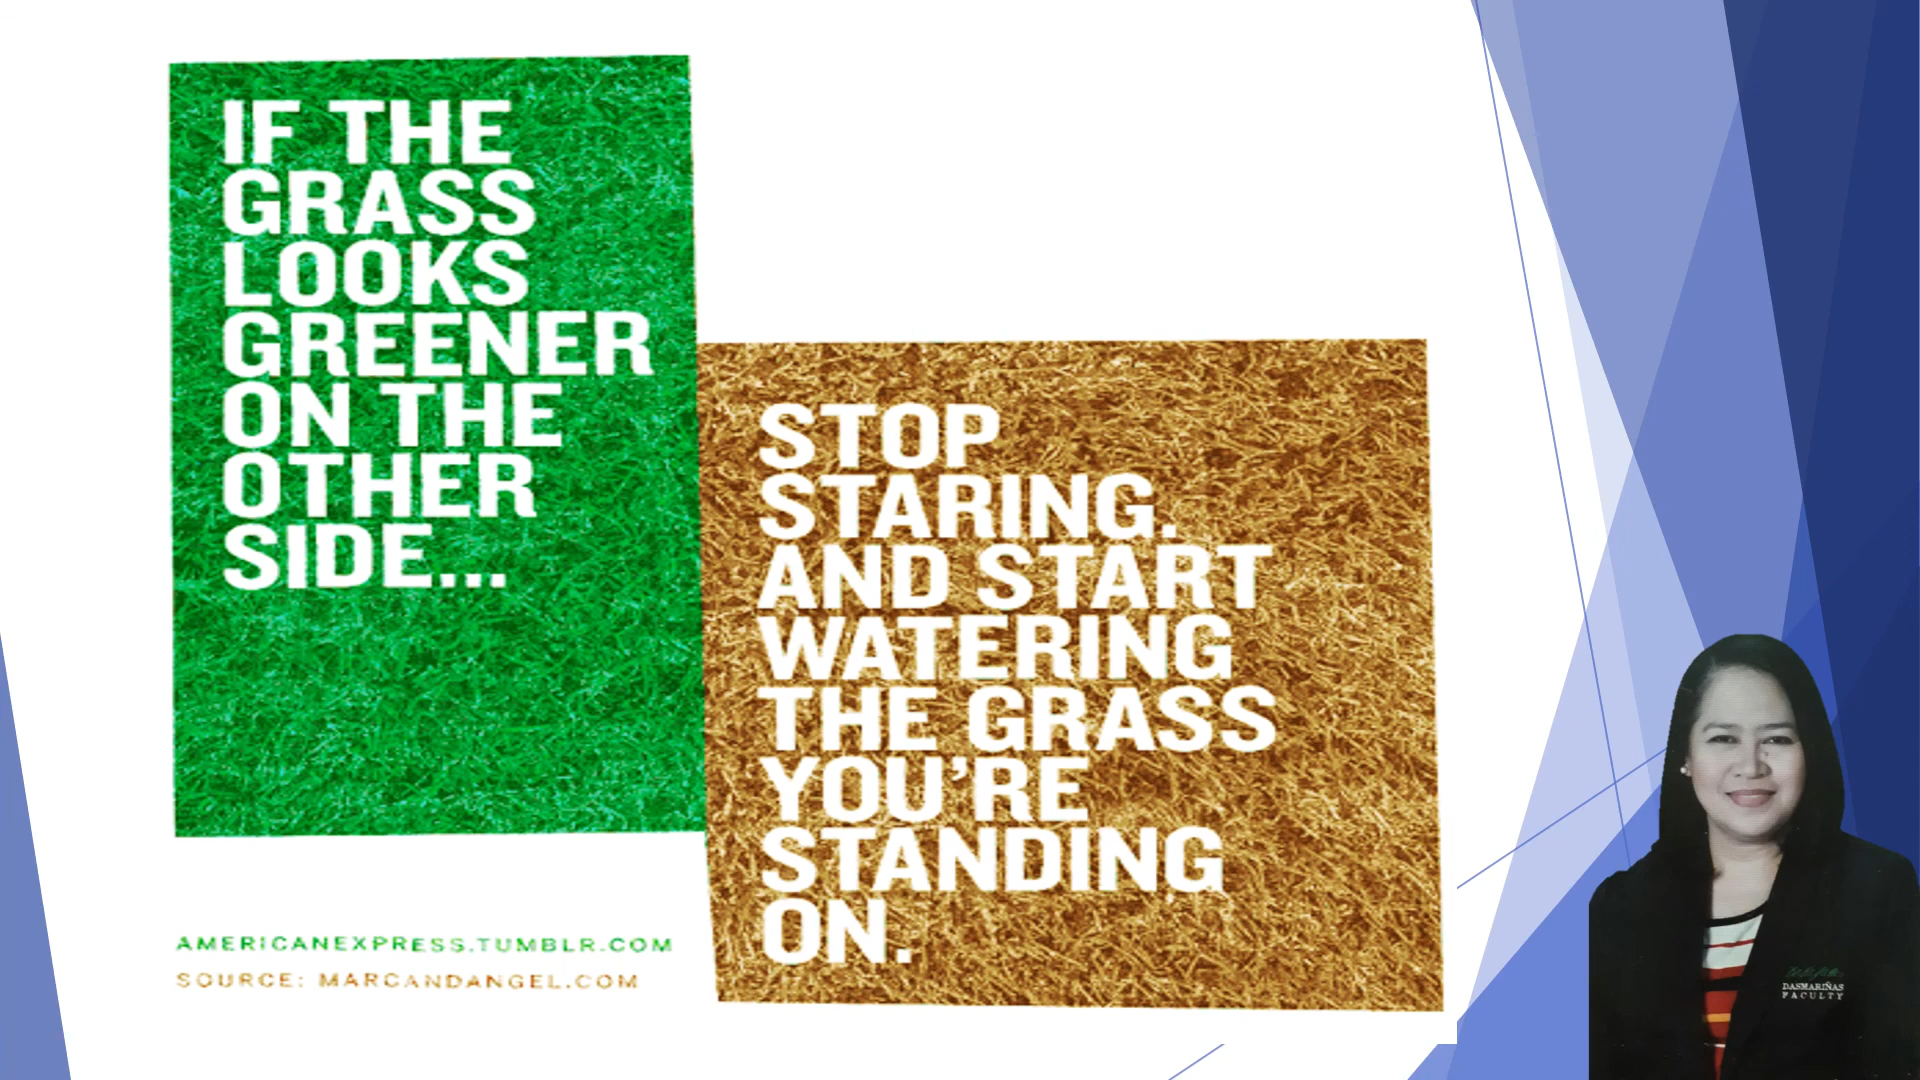 IF THE
GRASS
LOOKS
GREENER
ON THE
OTHER
SIDE...
STOP
STARING.
AND START
WATERING
THE GRASS
YOU’RE
STANDING
ON.
AMERICANEXPRESS.TUMBLR.COM
SOURCE: MARCANDANGEL.COM
DASMARIÑAS
FACULTY